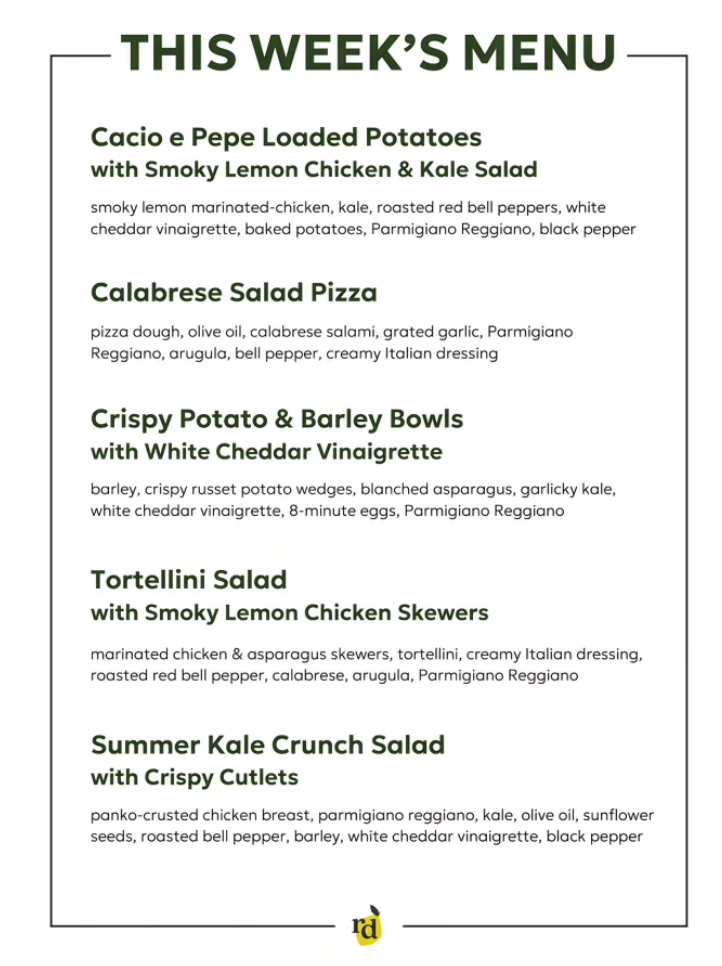 THIS WEEK’S MENU
Cacio e Pepe Loaded Potatoes
with Smoky Lemon Chicken & Kale Salad
smoky lemon marinated-chicken, kale, roasted red bell peppers, white
cheddar vinaigrette, baked potatoes, Parmigiano Reggiano, black pepper
Calabrese Salad Pizza
pizza dough, olive oil, calabrese salami, grated garlic, Parmigiano
Reggiano, arugula, bell pepper, creamy Italian dressing
Crispy Potato & Barley Bowls
with White Cheddar Vinaigrette
barley, crispy russet potato wedges, blanched asparagus, garlicky kale,
white cheddar vinaigrette, 8-minute eggs, Parmigiano Reggiano
Tortellini Salad
with Smoky Lemon Chicken Skewers
marinated chicken & asparagus skewers, tortellini, creamy Italian dressing,
roasted red bell pepper, calabrese, arugula, Parmigiano Reggiano
Summer Kale Crunch Salad
with Crispy Cutlets
panko-crusted chicken breast, parmigiano reggiano, kale, olive oil, sunflower
seeds, roasted bell pepper, barley, white cheddar vinaigrette, black pepper
rd